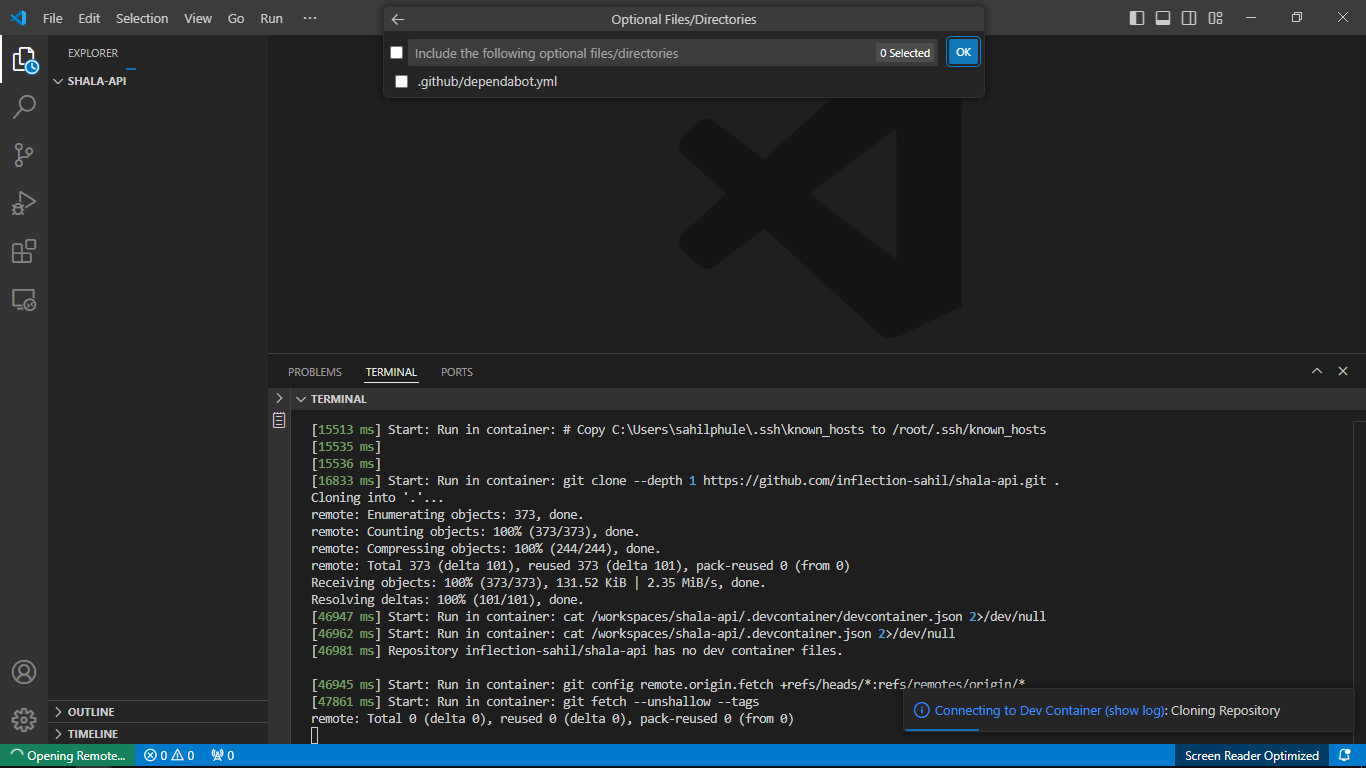 File Edit Selection View Go Run ···
Optional Files/Directories
Include the following optional files/directories
0 Selected
OK
.github/dependabot.yml
EXPLORER
SHALA-API
OUTLINE
TIMELINE
PROBLEMS TERMINAL PORTS
TERMINAL
[15513 ms] Start: Run in container: # Copy C:\Users\sahilphule\.ssh\known_hosts to /root/.ssh/known_hosts
[15535 ms]
[15536 ms]
[16833 ms] Start: Run in container: git clone --depth 1 https://github.com/inflection-sahil/shala-api.git .
Cloning into '.'...
remote: Enumerating objects: 373, done.
remote: Counting objects: 100% (373/373), done.
remote: Compressing objects: 100% (244/244), done.
remote: Total 373 (delta 101), reused 373 (delta 101), pack-reused 0 (from 0)
Receiving objects: 100% (373/373), 131.52 KiB | 2.35 MiB/s, done.
Resolving deltas: 100% (101/101), done.
[46947 ms] Start: Run in container: cat /workspaces/shala-api/.devcontainer/devcontainer.json 2>/dev/null
[46962 ms] Start: Run in container: cat /workspaces/shala-api/.devcontainer.json 2>/dev/null
[46981 ms] Repository inflection-sahil/shala-api has no dev container files.
[46945 ms] Start: Run in container: git config remote.origin.fetch +refs/heads/*:refs/remotes/origin/*
[47861 ms] Start: Run in container: git fetch --unshallow --tags
remote: Total 0 (delta 0), reused 0 (delta 0), pack-reused 0 (from 0)
Connecting to Dev Container (show log): Cloning Repository
Opening Remote... 0 0 0
Screen Reader Optimized